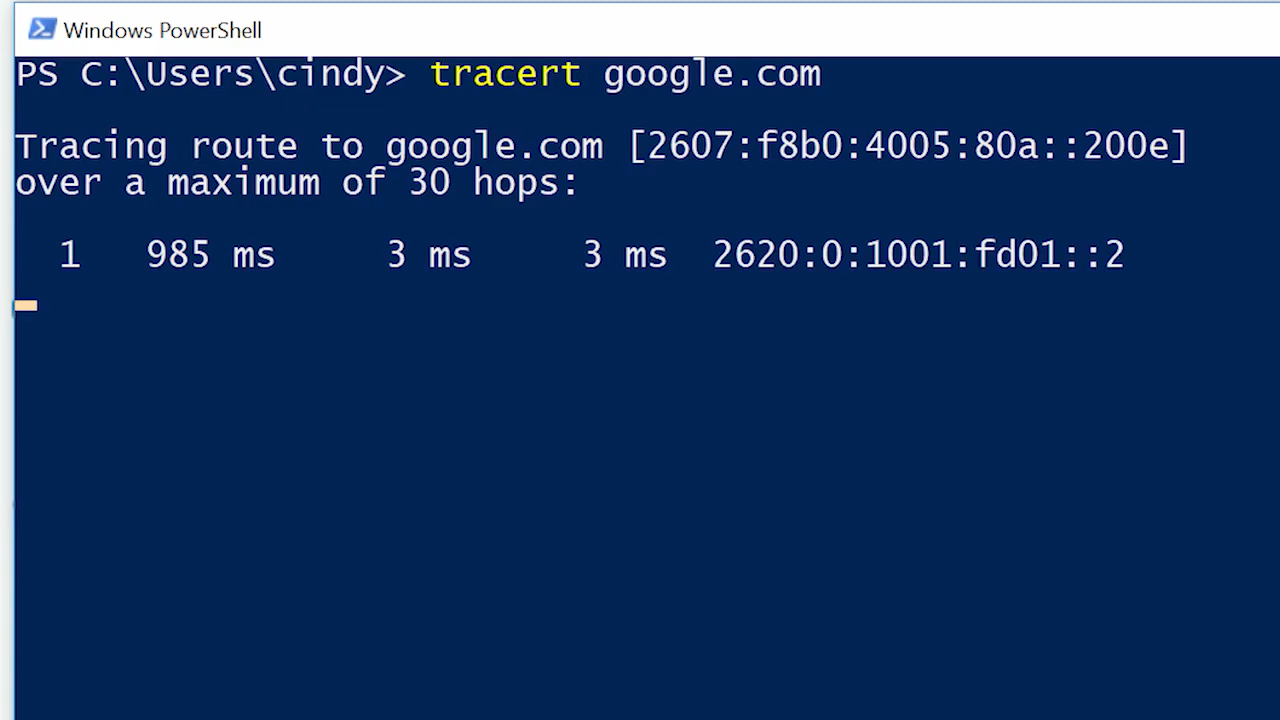 Windows PowerShell
PS C:\Users\cindy> tracert google.com
Tracing route to google.com [2607:f8b0:4005:80a::200e]
over a maximum of 30 hops:
1 985 ms 3 ms 3 ms 2620:0:1001:fd01::2